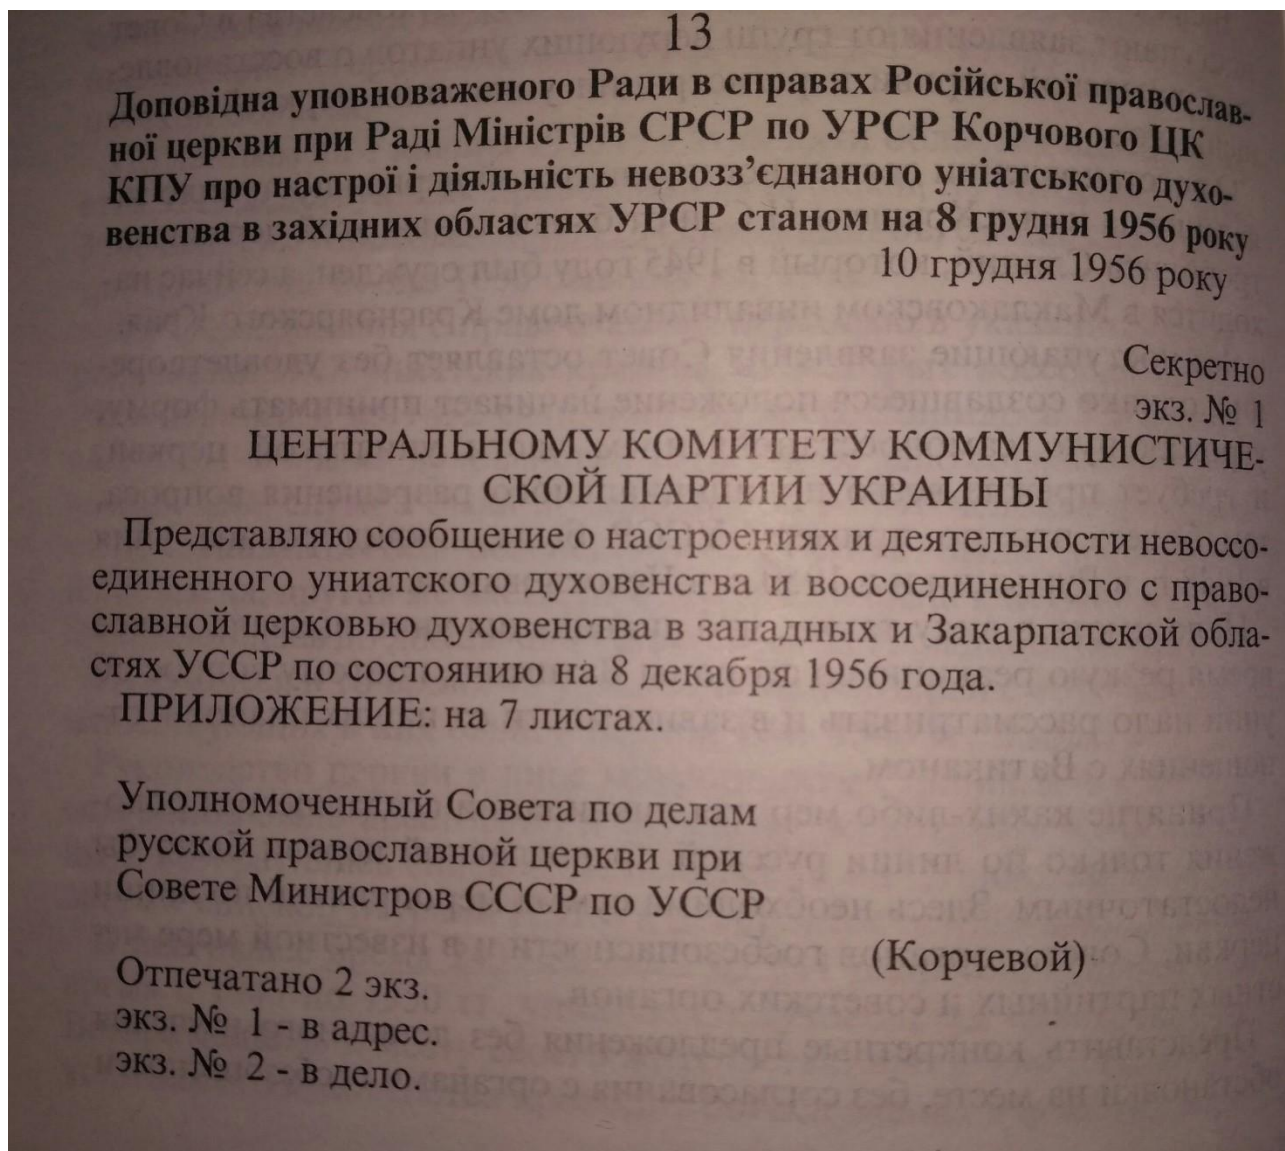 13
Доповідна уповноваженого Ради в справах Російської православ-
ної церкви при Раді Міністрів СРСР по УРСР Корчового ЦК
КПУ про настрої і діяльність невозз’єднаного уніатського духо-
венства в західних областях УРСР станом на 8 грудня 1956 року
10 грудня 1956 року
Секретно
экз. № 1
ЦЕНТРАЛЬНОМУ КОМИТЕТУ КОММУНИСТИЧЕ-
СКОЙ ПАРТИИ УКРАИНЫ
Представляю сообщение о настроениях и деятельности невоссо-
единенного униатского духовенства и воссоединенного с право-
славной церковью духовенства в западных и Закарпатской обла-
стях УССР по состоянию на 8 декабря 1956 года.
ПРИЛОЖЕНИЕ: на 7 листах.
Уполномоченный Совета по делам
русской православной церкви при
Совете Министров СССР по УССР
(Корчевой)
Отпечатано 2 экз.
экз. № 1 - в адрес.
экз. № 2 - в дело.